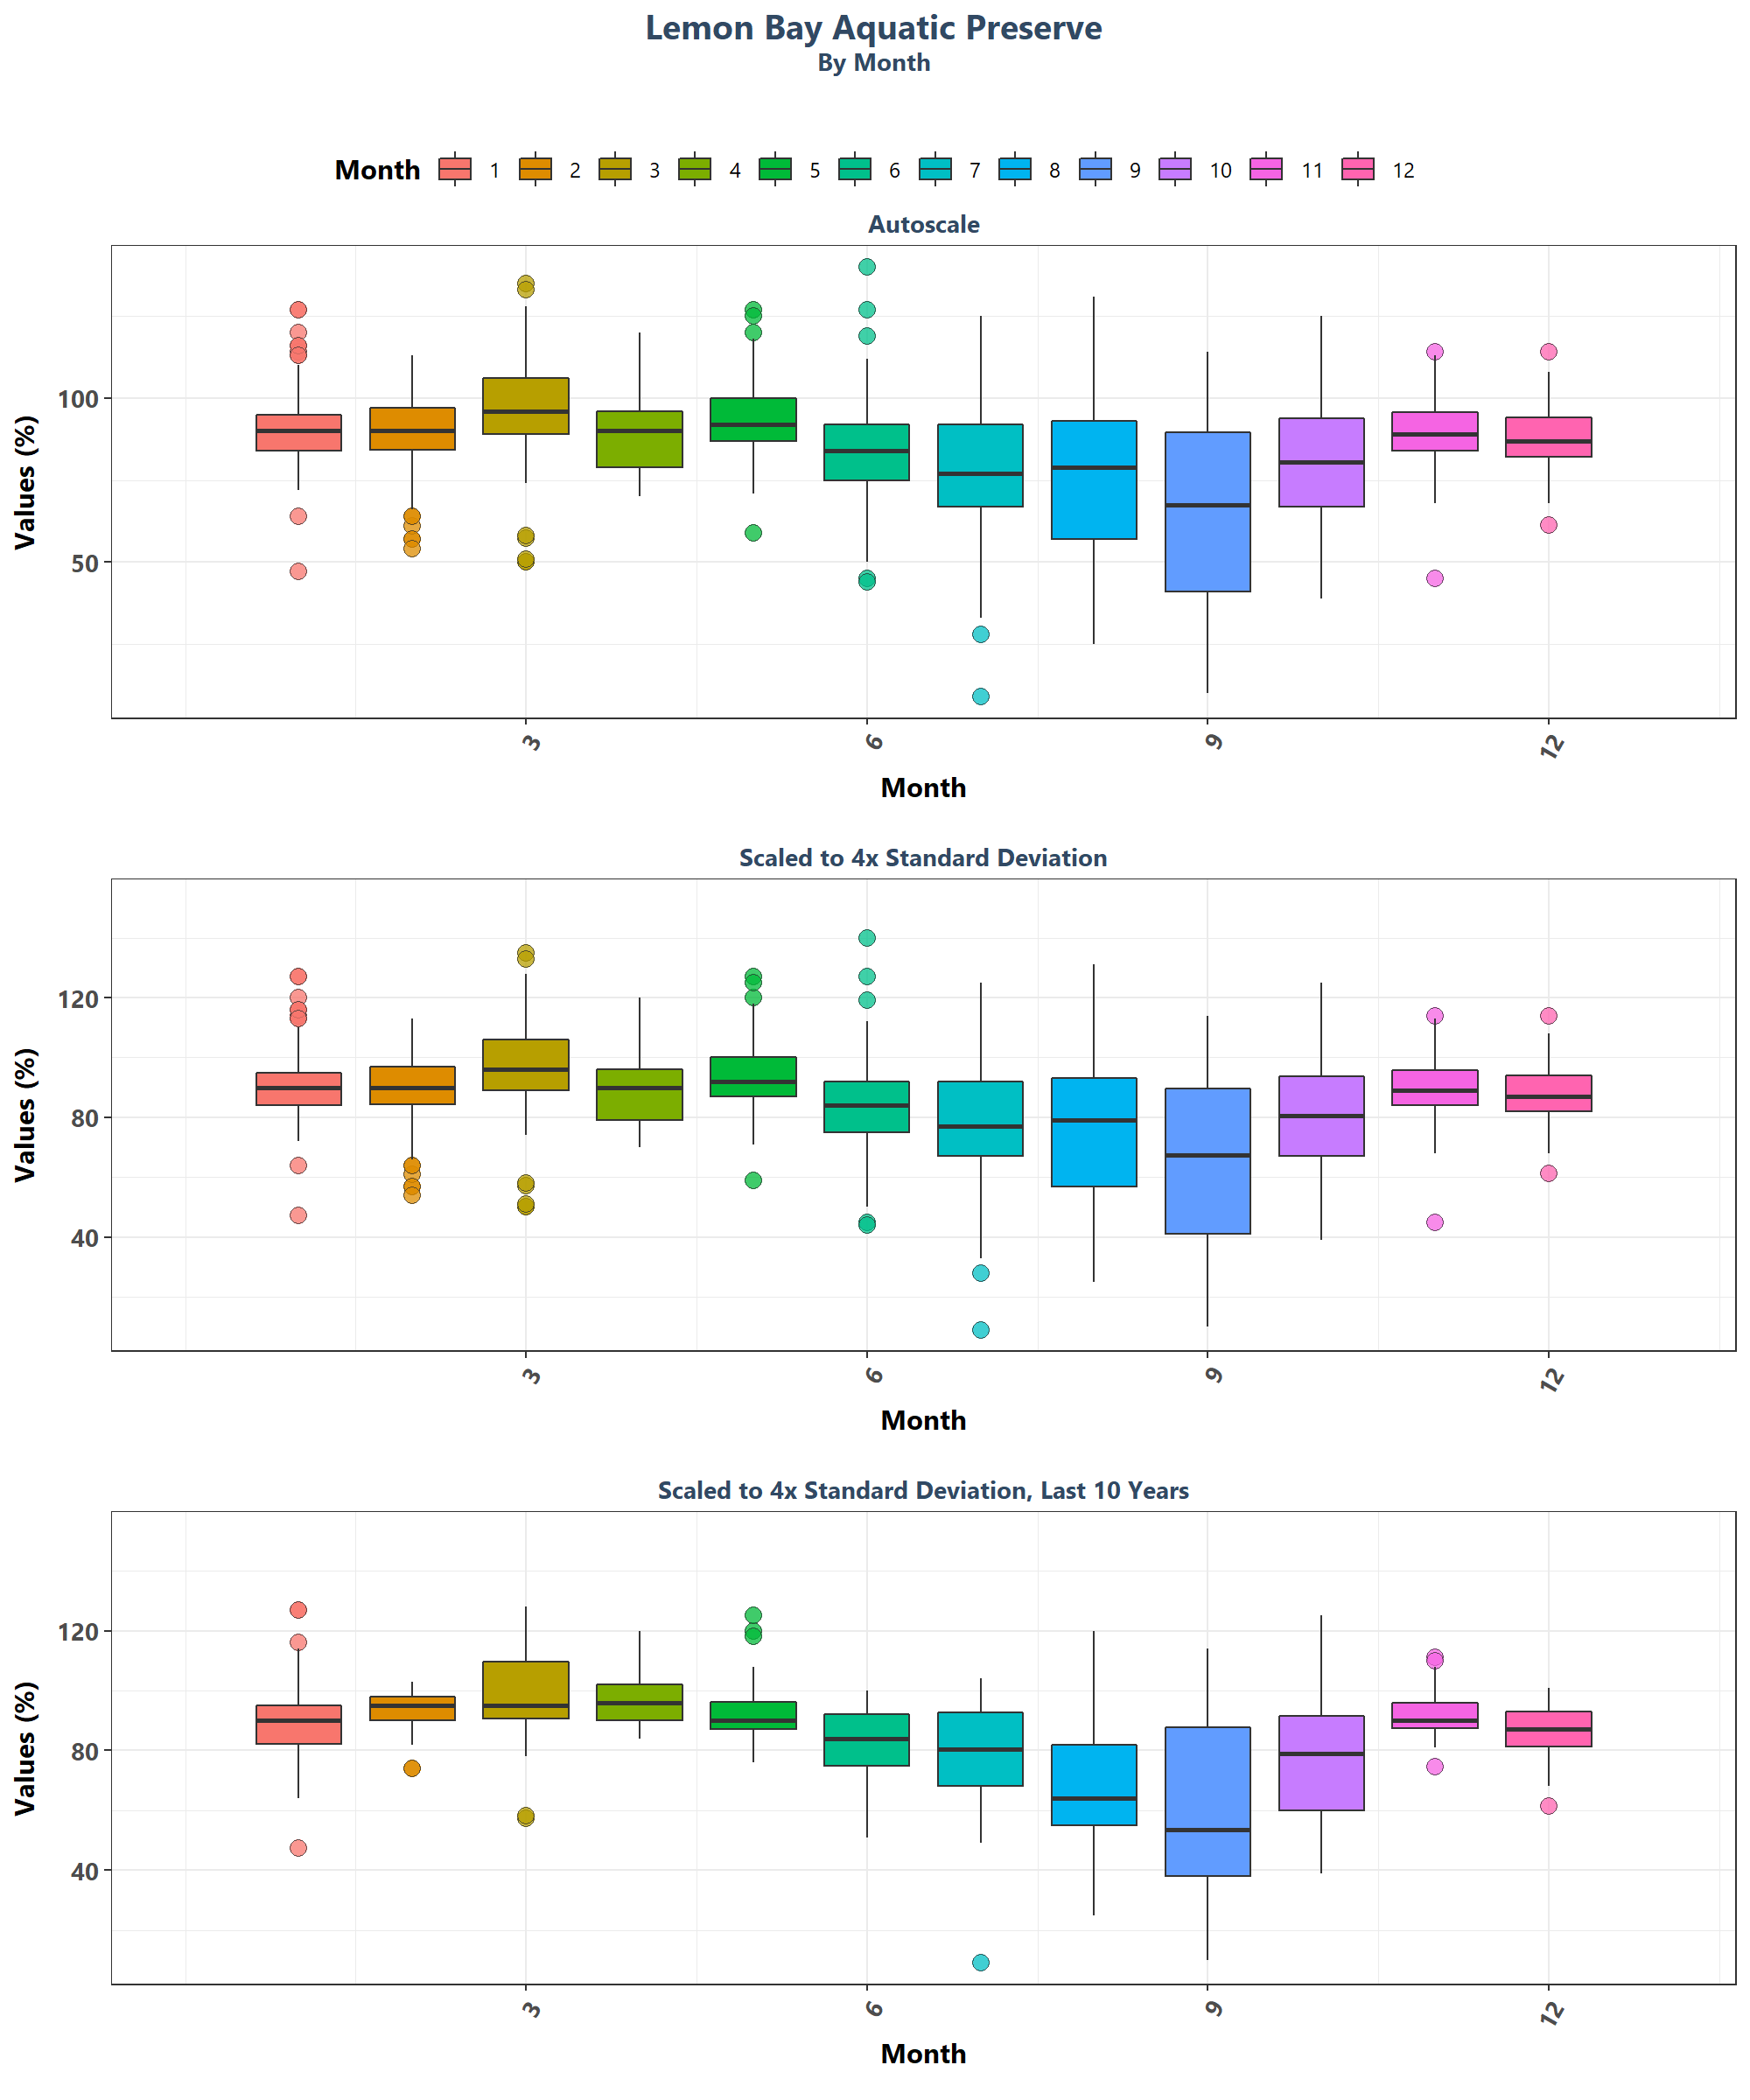 Lemon Bay Aquatic Preserve
By Month
Month 1 2 3 4 5 6 7 8 9 10 11 12
Autoscale
Values (%)
100
50
3 6 9 12
Month
Scaled to 4x Standard Deviation
Values (%)
120
80
40
3 6 9 12
Month
Scaled to 4x Standard Deviation, Last 10 Years
Values (%)
120
80
40
3 6 9 12
Month